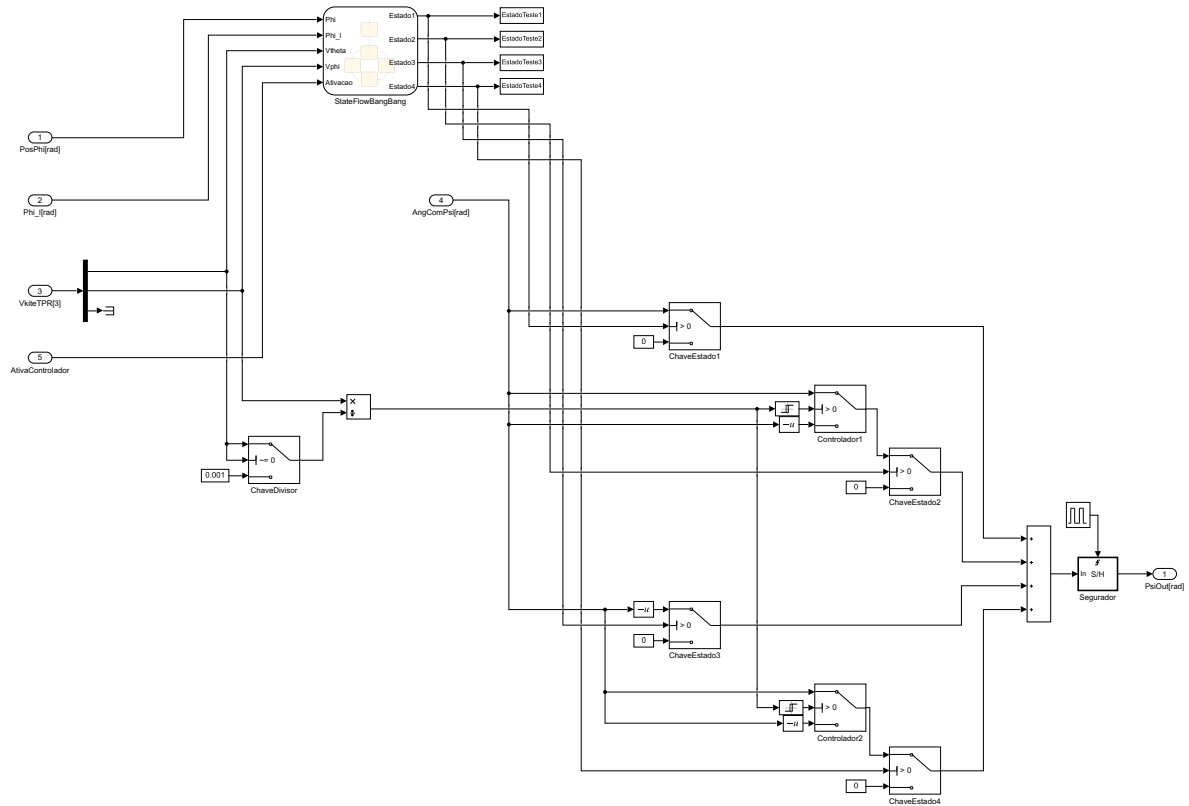 Phi
Estado1
EstadoTeste1
Phi_I
Estado2
EstadoTeste2
Vtheta
Vphi
Estado3
EstadoTeste3
Ativacao
Estado4
EstadoTeste4
StateFlowBangBang
1
PosPhi[rad]
2
Phi_I[rad]
4
AngComPsi[rad]
3
VkiteTPR[3]
5
AtivaControlador
> 0
0
ChaveEstado1
×
÷
> 0
-u
Controlador1
~= 0
0.001
ChaveDivisor
> 0
0
ChaveEstado2
In
S/H
Segurador
1
PsiOut[rad]
+
+
+
+
-u
> 0
0
ChaveEstado3
> 0
-u
Controlador2
> 0
0
ChaveEstado4